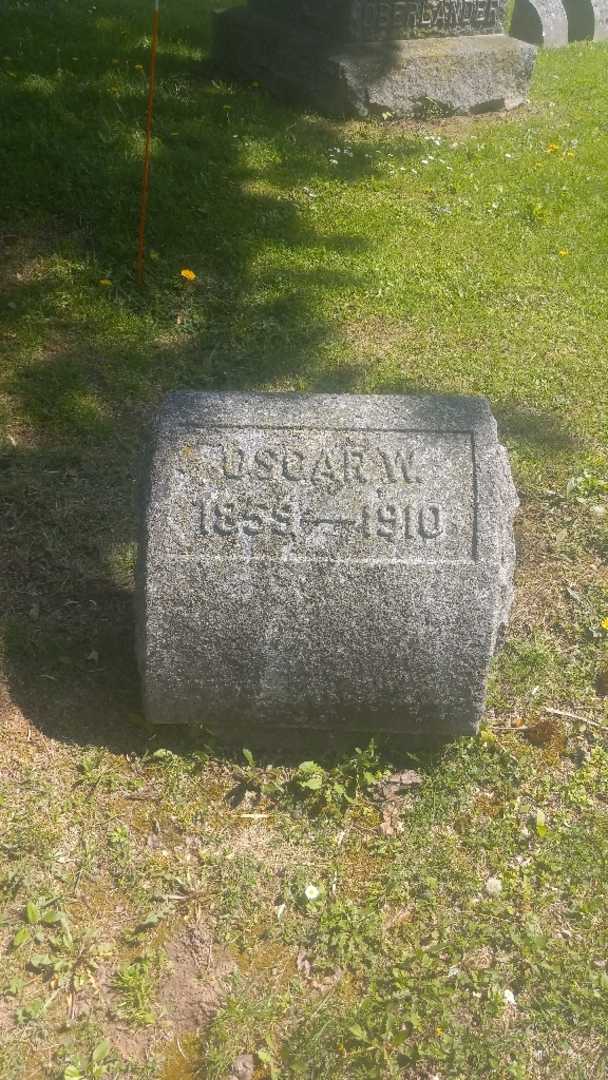 OBERLANDER
OSCAR W.
1859 — 1910